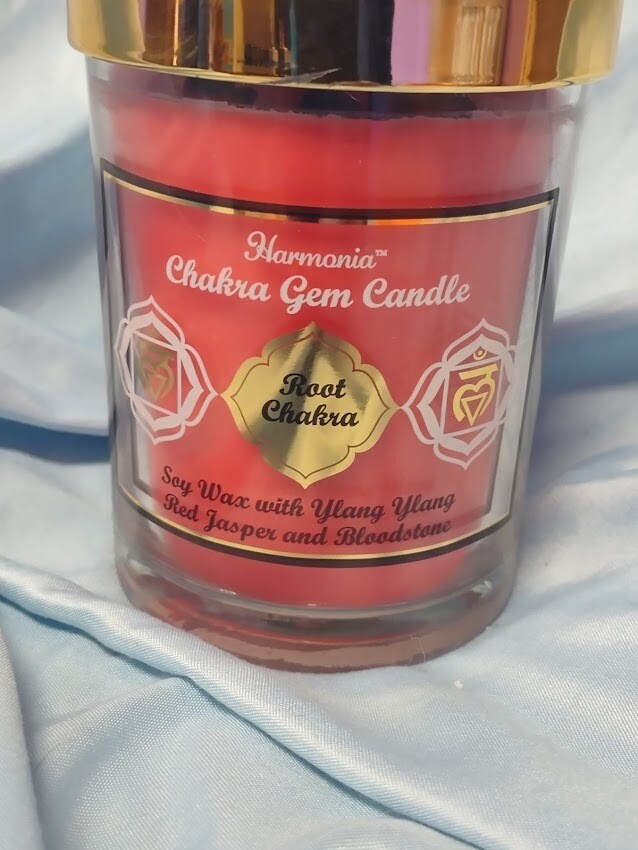 Harmonia™
Chakra Gem Candle
Root
Chakra
Soy Wax with Ylang Ylang
Red Jasper and Bloodstone